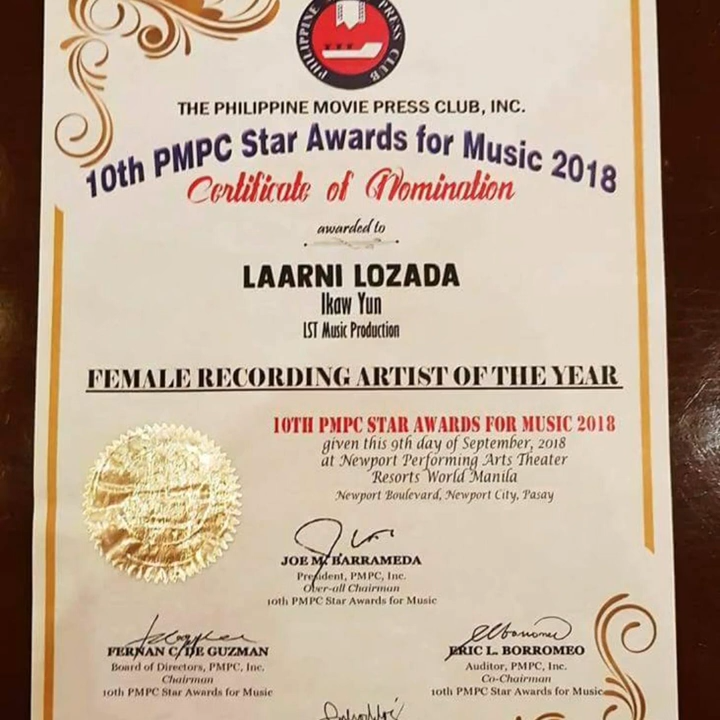 PHILIPPINE
PRESS CLUB
THE PHILIPPINE MOVIE PRESS CLUB, INC.
10th PMPC Star Awards for Music 2018
Certificate of Nomination
awarded to
LAARNI LOZADA
Ikaw Yun
LST Music Production
FEMALE RECORDING ARTIST OF THE YEAR
10TH PMPC STAR AWARDS FOR MUSIC 2018
given this 9th day of September, 2018
at Newport Performing Arts Theater
Resorts World Manila
Newport Boulevard, Newport City, Pasay
JOE M. BARRAMEDA
President, PMPC, Inc.
Over-all Chairman
10th PMPC Star Awards for Music
FERNAN C. DE GUZMAN
Board of Directors, PMPC, Inc.
Chairman
10th PMPC Star Awards for Music
ERIC L. BORROMEO
Auditor, PMPC, Inc.
Co-Chairman
10th PMPC Star Awards for Music